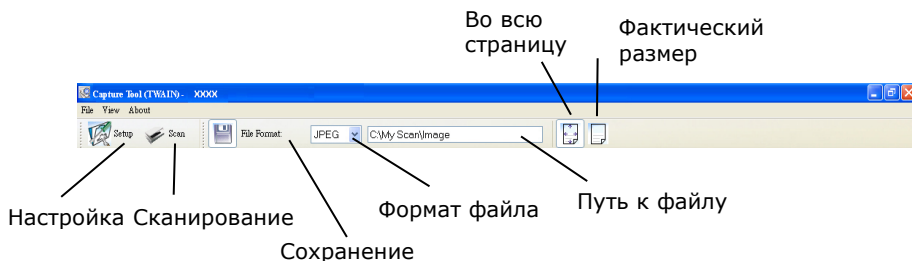 Во всю
страницу
Фактический
размер
Capture Tool (TWAIN) - XXXX
File View About
Setup Scan File Format: JPEG C:\My Scan\Image
Настройка Сканирование Формат файла Путь к файлу
Сохранение